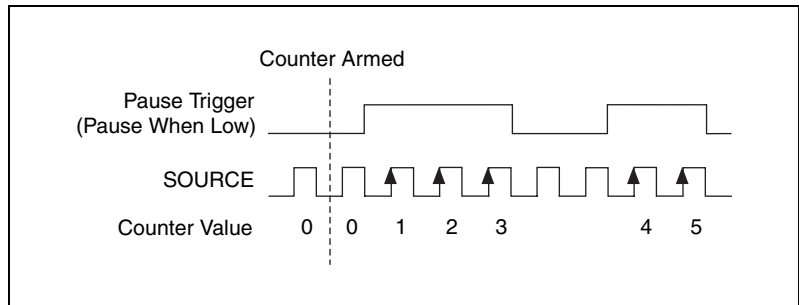 Counter Armed
Pause Trigger
(Pause When Low)
SOURCE
Counter Value 0 0 1 2 3 4 5